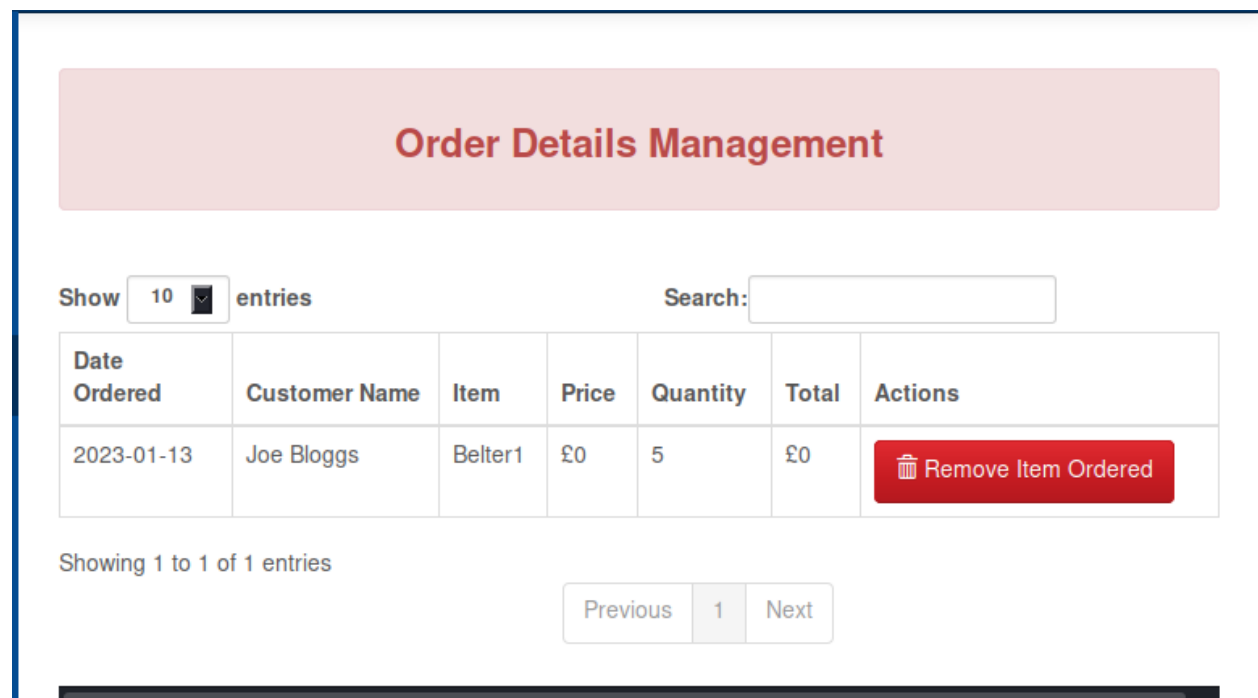 Order Details Management
Show 10 entries Search:
Date Ordered Customer Name Item Price Quantity Total Actions
2023-01-13 Joe Bloggs Belter1 £0 5 £0 Remove Item Ordered
Showing 1 to 1 of 1 entries
Previous 1 Next